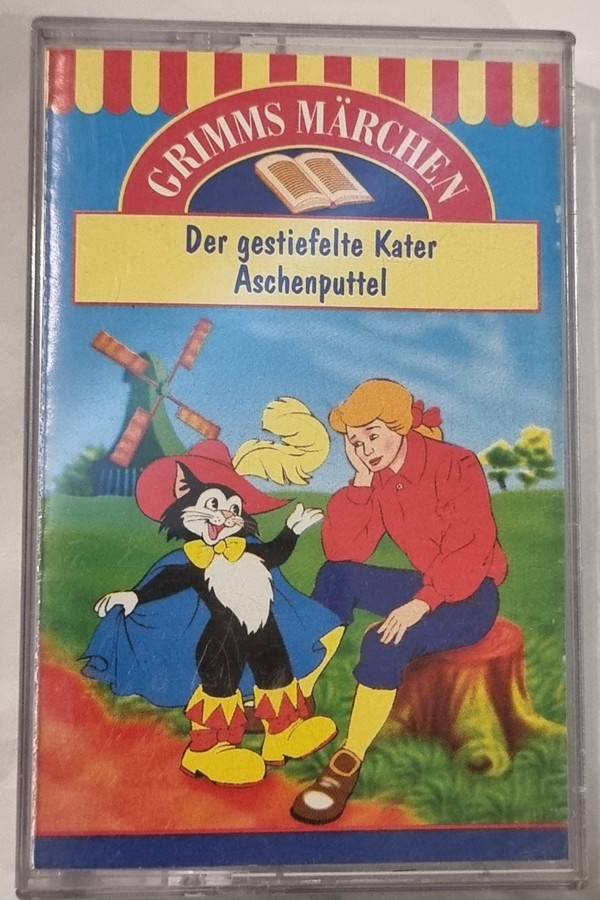 GRIMMS MÄRCHEN
Der gestiefelte Kater
Aschenputtel